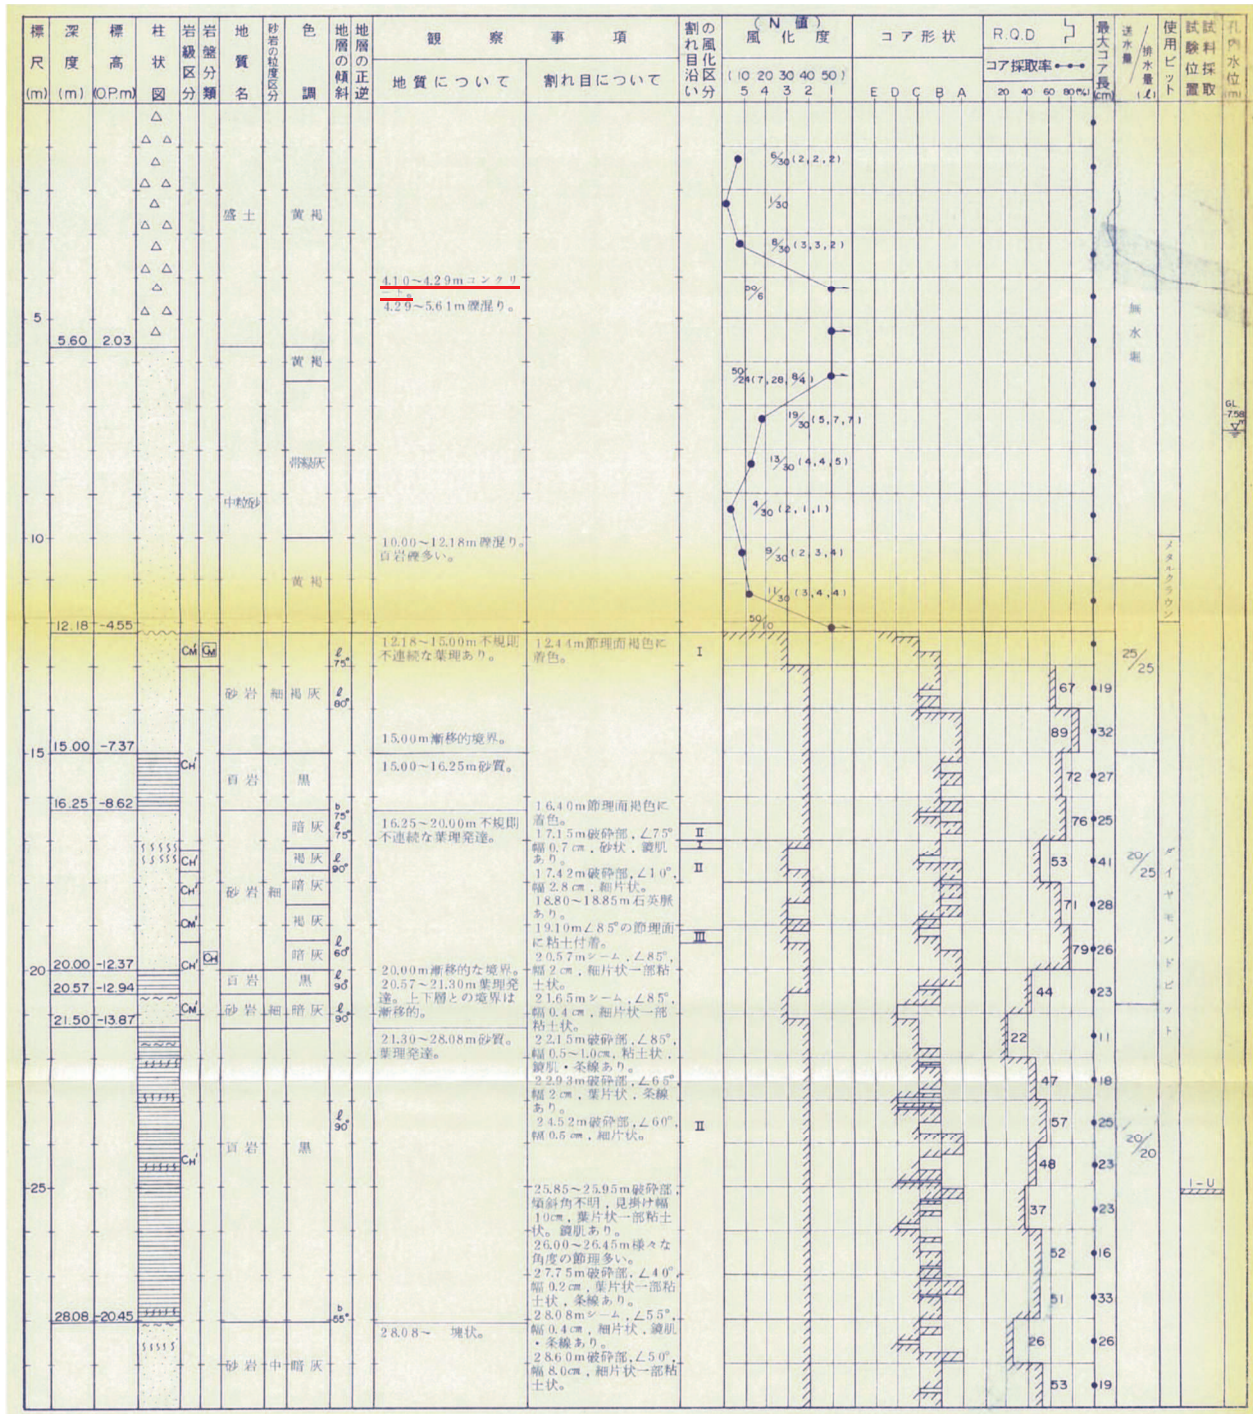 標尺(m)
深度(m)
標高(O.P.m)
柱状図
岩級区分
岩盤分類
地質名
砂岩の粒度区分
色調
地層の傾斜
地層の正逆
観察事項
地質について
割れ目について
割れ目沿いの風化区分
(N値)
風化度
(10 20 30 40 50)
5 4 3 2 1
コア形状
E D C B A
R.Q.D
コア採取率
20 40 60 80(%)
最大コア長(cm)
送水量/排水量(ℓ)
使用ビット
試験位置
試料採取
孔内水位(m)
盛土
黄褐
4.10~4.29mコンクリ
ート。
4.29~5.61m礫混り。
6/30(2,2,2)
1/30
8/30(3,3,2)
5
5.60 2.03
黄褐
50/24(7,28,8/4)
19/30(5,7,7)
帯緑灰
13/30(4,4,5)
中粒砂
4/30(2,1,1)
GL
-7.58
m
10
10.00~12.18m礫混り。
頁岩礫多い。
9/30(2,3,4)
黄褐
11/30(3,4,4)
50/10
メタルクラウン
12.18 -4.55
12.18~15.00m不規則
不連続な葉理あり。
12.44m節理面褐色に
着色。
I
CM CM
ℓ 75°
砂岩 細 褐灰
ℓ 80°
25/25
67 19
89 32
15.00m漸移的境界。
15
15.00 -7.37
CH'
頁岩 黒
15.00~16.25m砂質。
72 27
16.25 -8.62
b 75°
ℓ 75°
暗灰
16.25~20.00m不規則
不連続な葉理発達。
16.40m節理面褐色に
着色。
17.15m破砕部,∠75°
幅0.7cm,砂状,鏡肌
あり。
17.42m破砕部,∠10°,
幅2.8cm,細片状。
18.80~18.85m石英脈
あり。
19.10m∠85°の節理面
に粘土付着。
II
I
II
III
76 25
53 41
71 28
79 26
20/25
ダイヤモンドビット
CH'
褐灰
ℓ 90°
CH'
砂岩 細 暗灰
CM'
褐灰
CH
暗灰
ℓ 60°
CH'
20
20.00 -12.37
頁岩 黒
ℓ 90°
20.57 -12.94
CM'
砂岩 細 暗灰
ℓ 90°
21.50 -13.87
20.00m漸移的な境界。
20.57~21.30m葉理発
達。上下層との境界は
漸移的。
21.30~28.08m砂質。
葉理発達。
20.57mシーム,∠85°,
幅2cm,細片状一部粘
土状。
21.65mシーム,∠85°,
幅0.4cm,細片状一部
粘土状。
22.15m破砕部,∠85°,
幅0.5~1.0cm,粘土状,
鏡肌・条線あり。
22.93m破砕部,∠65°,
幅2cm,葉片状,条線
あり。
24.52m破砕部,∠60°,
幅0.5cm,細片状。
II
44 23
22 11
47 18
57 25
48 23
20/20
ℓ 90°
頁岩 黒
CH'
25
1-U
25.85~25.95m破砕部,
傾斜角不明,見掛け幅
10cm,葉片状一部粘土
状。鏡肌あり。
26.00~26.45m様々な
角度の節理多い。
27.75m破砕部,∠40°,
幅0.2cm,葉片状一部粘
土状,条線あり。
28.08mシーム,∠55°,
幅0.4cm,細片状,鏡肌
・条線あり。
28.60m破砕部,∠50°,
幅8.0cm,細片状一部粘
土状。
37 23
52 16
51 33
26 26
53 19
28.08 -20.45
b 55°
28.08~ 塊状。
砂岩 中 暗灰